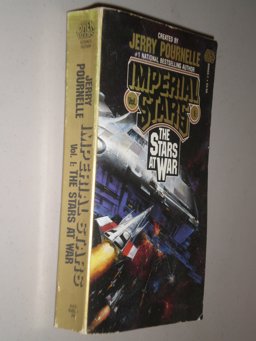 CREATED BY
JERRY POURNELLE
#1 NATIONAL BESTSELLING AUTHOR
IMPERIAL
STARS
THE
STARS
AT
WAR
JERRY
POURNELLE
IMPERIAL STARS
Vol. I: THE STARS AT WAR